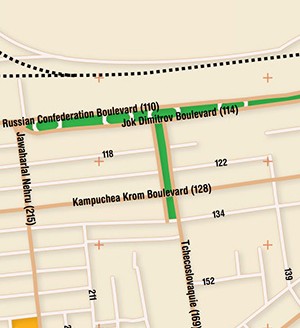 Russian Confederation Boulevard (110)
Jok Dimitrov Boulevard (114)
Jawaharlal Nehru (215)
118
122
Kampuchea Krom Boulevard (128)
134
Tchecoslovaquie (169)
152
139
211
2